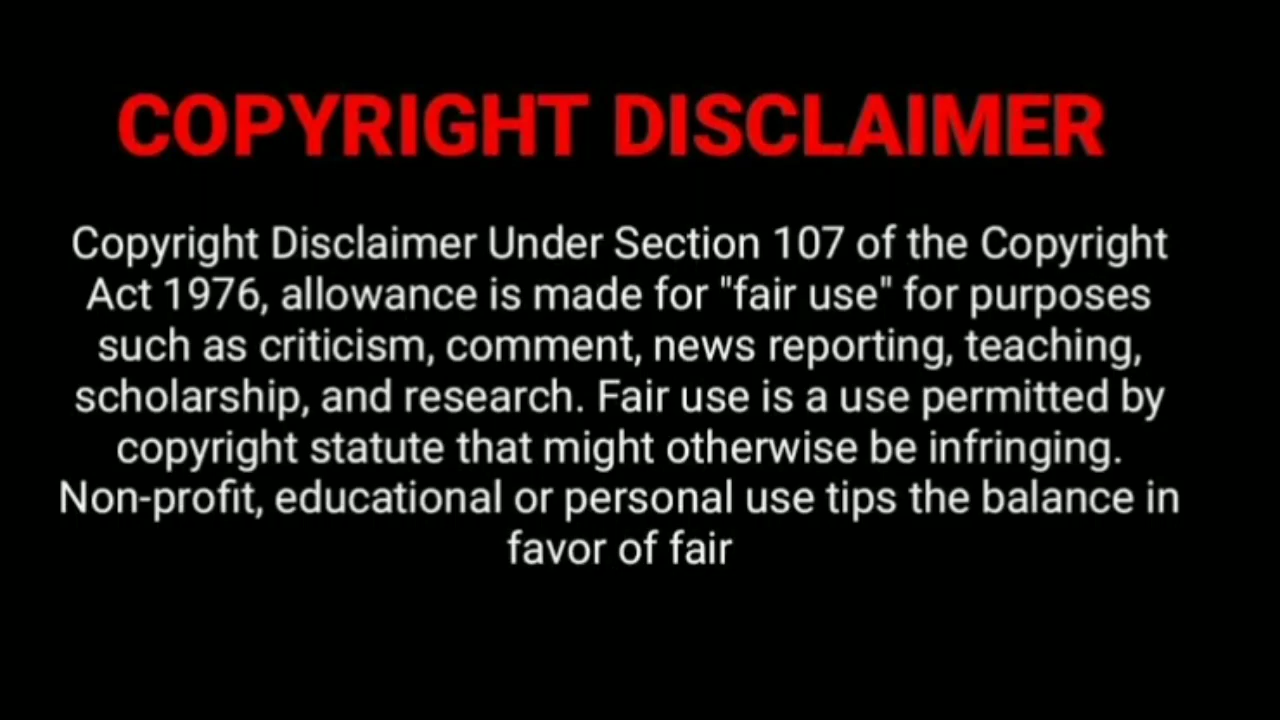 COPYRIGHT DISCLAIMER
Copyright Disclaimer Under Section 107 of the Copyright
Act 1976, allowance is made for "fair use" for purposes
such as criticism, comment, news reporting, teaching,
scholarship, and research. Fair use is a use permitted by
copyright statute that might otherwise be infringing.
Non-profit, educational or personal use tips the balance in
favor of fair